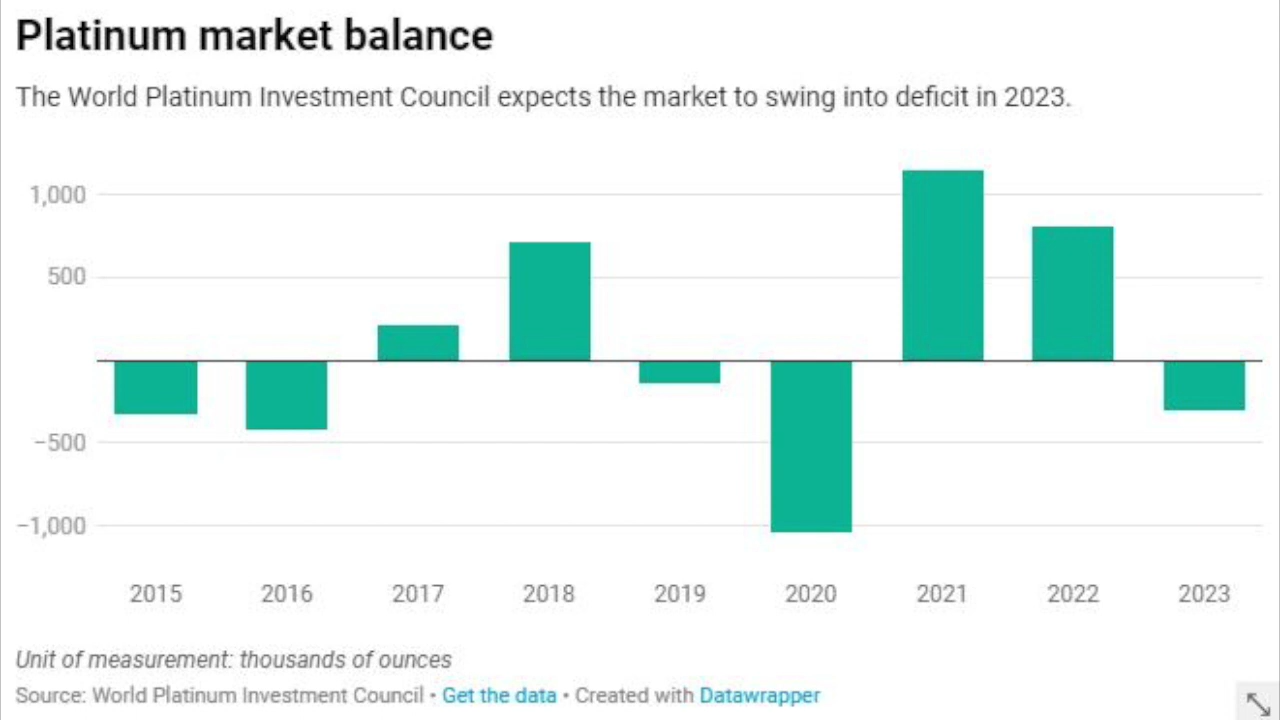 Platinum market balance
The World Platinum Investment Council expects the market to swing into deficit in 2023.
1,000
500
−500
−1,000
2015 2016 2017 2018 2019 2020 2021 2022 2023
Unit of measurement: thousands of ounces
Source: World Platinum Investment Council • Get the data • Created with Datawrapper